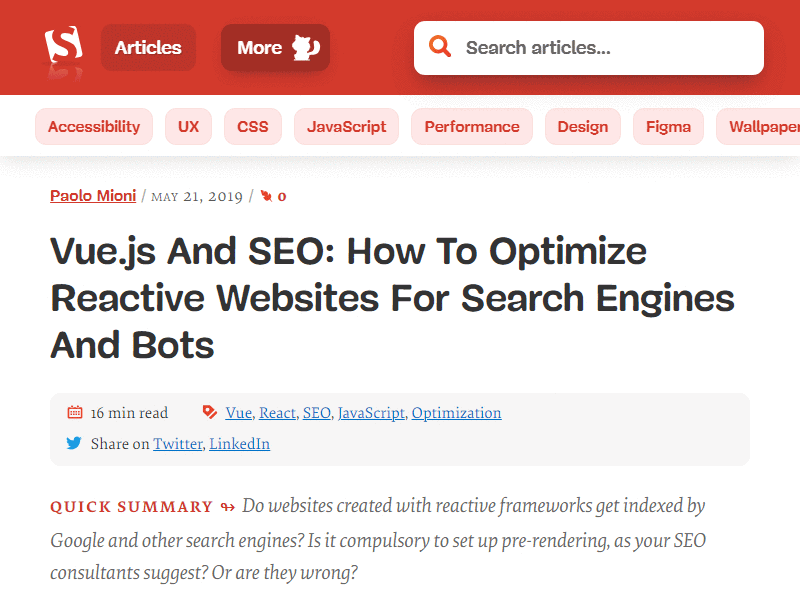 Articles
More
Search articles...
Accessibility UX CSS JavaScript Performance Design Figma Wallpaper
Paolo Mioni / MAY 21, 2019 / 0
Vue.js And SEO: How To Optimize
Reactive Websites For Search Engines
And Bots
16 min read Vue, React, SEO, JavaScript, Optimization
Share on Twitter, LinkedIn
QUICK SUMMARY ↬ Do websites created with reactive frameworks get indexed by
Google and other search engines? Is it compulsory to set up pre-rendering, as your SEO
consultants suggest? Or are they wrong?